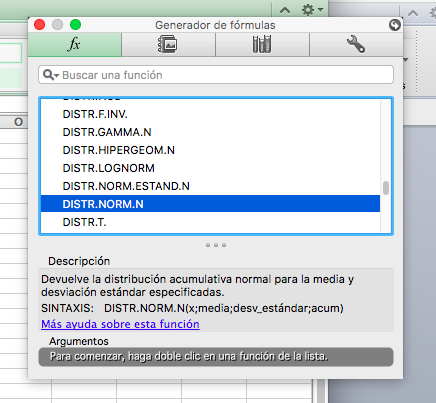 Generador de fórmulas
fx
Buscar una función
DISTR.F.INV.
DISTR.GAMMA.N
DISTR.HIPERGEOM.N
DISTR.LOGNORM
DISTR.NORM.ESTAND.N
DISTR.NORM.N
DISTR.T.
O
Descripción
Devuelve la distribución acumulativa normal para la media y
desviación estándar especificadas.
SINTAXIS: DISTR.NORM.N(x;media;desv_estándar;acum)
Más ayuda sobre esta función
Argumentos
Para comenzar, haga doble clic en una función de la lista.